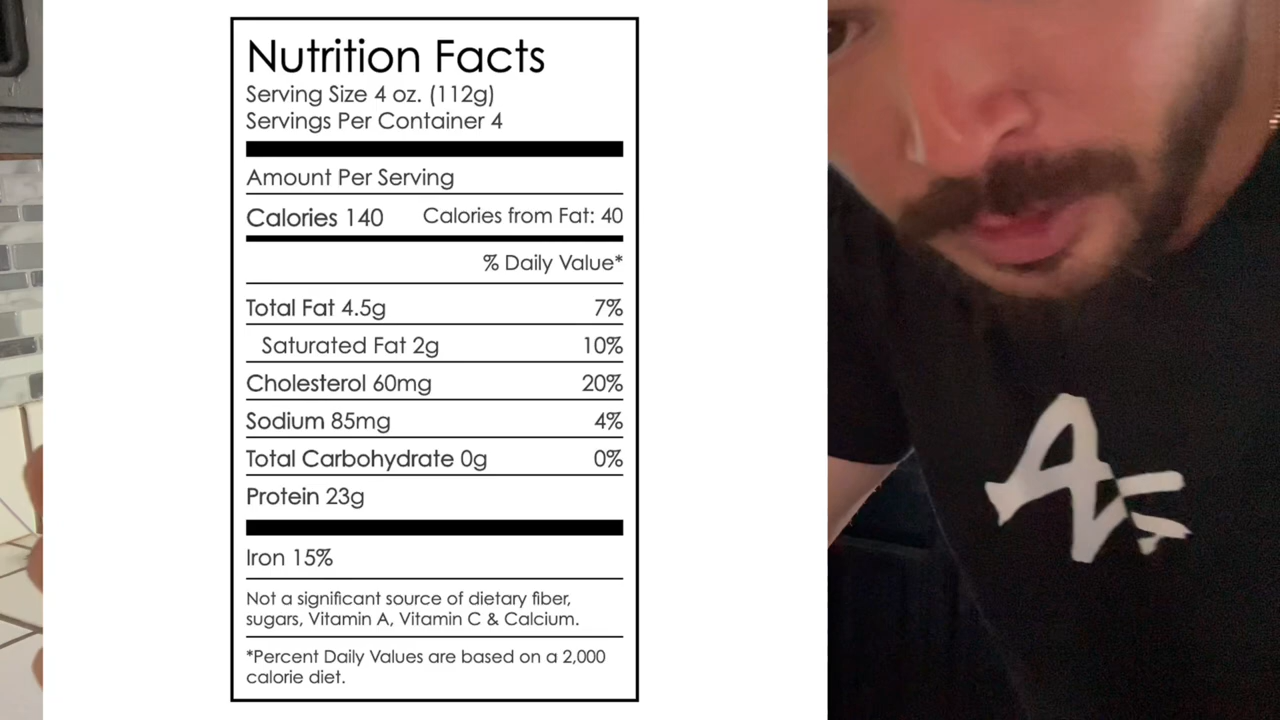 Nutrition Facts
Serving Size 4 oz. (112g)
Servings Per Container 4
Amount Per Serving
Calories 140 Calories from Fat: 40
% Daily Value*
Total Fat 4.5g 7%
Saturated Fat 2g 10%
Cholesterol 60mg 20%
Sodium 85mg 4%
Total Carbohydrate 0g 0%
Protein 23g
Iron 15%
Not a significant source of dietary fiber,
sugars, Vitamin A, Vitamin C & Calcium.
*Percent Daily Values are based on a 2,000
calorie diet.